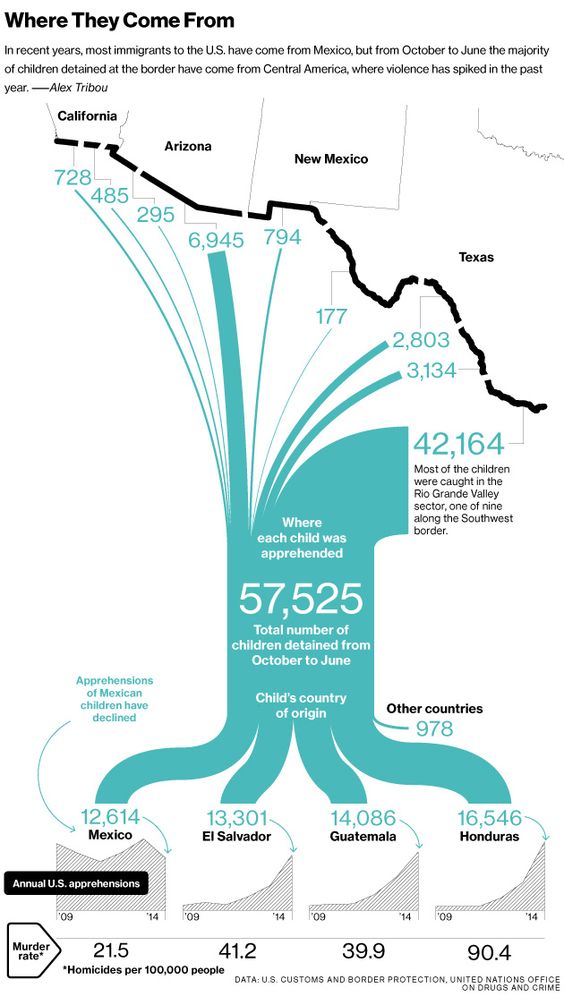 Where They Come From
In recent years, most immigrants to the U.S. have come from Mexico, but from October to June the majority
of children detained at the border have come from Central America, where violence has spiked in the past
year. —–Alex Tribou
California
Arizona
New Mexico
Texas
728
485
295
6,945
794
177
2,803
3,134
42,164
Most of the children
were caught in the
Rio Grande Valley
sector, one of nine
along the Southwest
border.
Where
each child was
apprehended
57,525
Total number of
children detained from
October to June
Child's country
of origin
Apprehensions
of Mexican
children have
declined
Other countries
978
12,614
Mexico
13,301
El Salvador
14,086
Guatemala
16,546
Honduras
Annual U.S. apprehensions
'09 '14 '09 '14 '09 '14 '09 '14
Murder
rate*
21.5 41.2 39.9 90.4
*Homicides per 100,000 people
DATA: U.S. CUSTOMS AND BORDER PROTECTION, UNITED NATIONS OFFICE
ON DRUGS AND CRIME